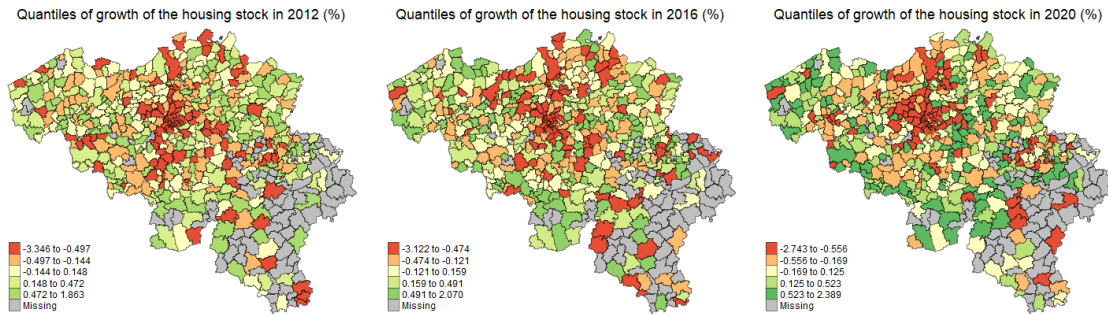 Quantiles of growth of the housing stock in 2012 (%)
-3.346 to -0.497
-0.497 to -0.144
-0.144 to 0.148
0.148 to 0.472
0.472 to 1.863
Missing
Quantiles of growth of the housing stock in 2016 (%)
-3.122 to -0.474
-0.474 to -0.121
-0.121 to 0.159
0.159 to 0.491
0.491 to 2.070
Missing
Quantiles of growth of the housing stock in 2020 (%)
-2.743 to -0.556
-0.556 to -0.169
-0.169 to 0.125
0.125 to 0.523
0.523 to 2.389
Missing